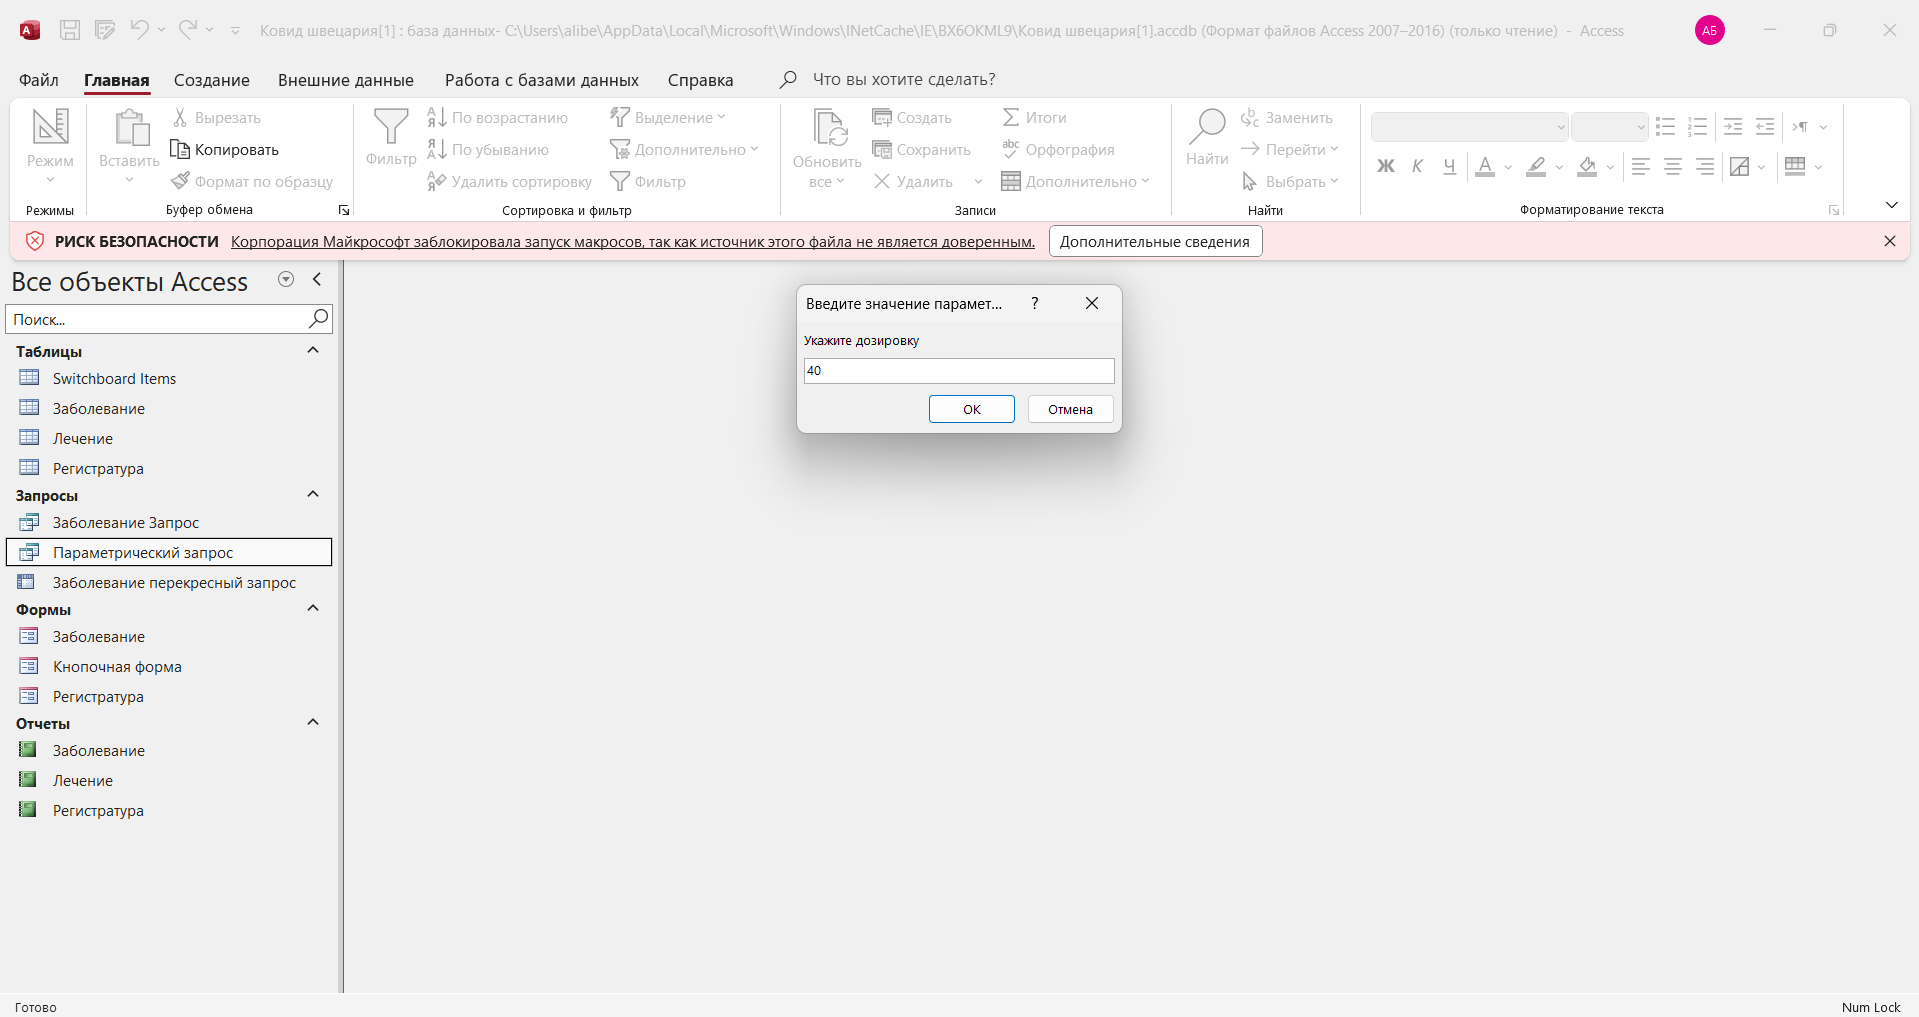 Ковид швецария[1] : база данных- C:\Users\alibe\AppData\Local\Microsoft\Windows\INetCache\IE\BX6OKML9\Ковид швецария[1].accdb (Формат файлов Access 2007–2016) (только чтение) - Access
АБ
Файл Главная Создание Внешние данные Работа с базами данных Справка Что вы хотите сделать?
Режим
Режимы
Вставить
Вырезать
Копировать
Формат по образцу
Буфер обмена
Фильтр
По возрастанию
По убыванию
Удалить сортировку
Выделение
Дополнительно
Фильтр
Сортировка и фильтр
Обновить
все
Создать
Сохранить
Удалить
Итоги
Орфография
Дополнительно
Записи
Найти
Заменить
Перейти
Выбрать
Найти
Ж К Ч А
Форматирование текста
РИСК БЕЗОПАСНОСТИ Корпорация Майкрософт заблокировала запуск макросов, так как источник этого файла не является доверенным. Дополнительные сведения
Все объекты Access
Поиск...
Таблицы
Switchboard Items
Заболевание
Лечение
Регистратура
Запросы
Заболевание Запрос
Параметрический запрос
Заболевание перекресный запрос
Формы
Заболевание
Кнопочная форма
Регистратура
Отчеты
Заболевание
Лечение
Регистратура
Введите значение парамет... ?
Укажите дозировку
40
ОК Отмена
Готово
Num Lock